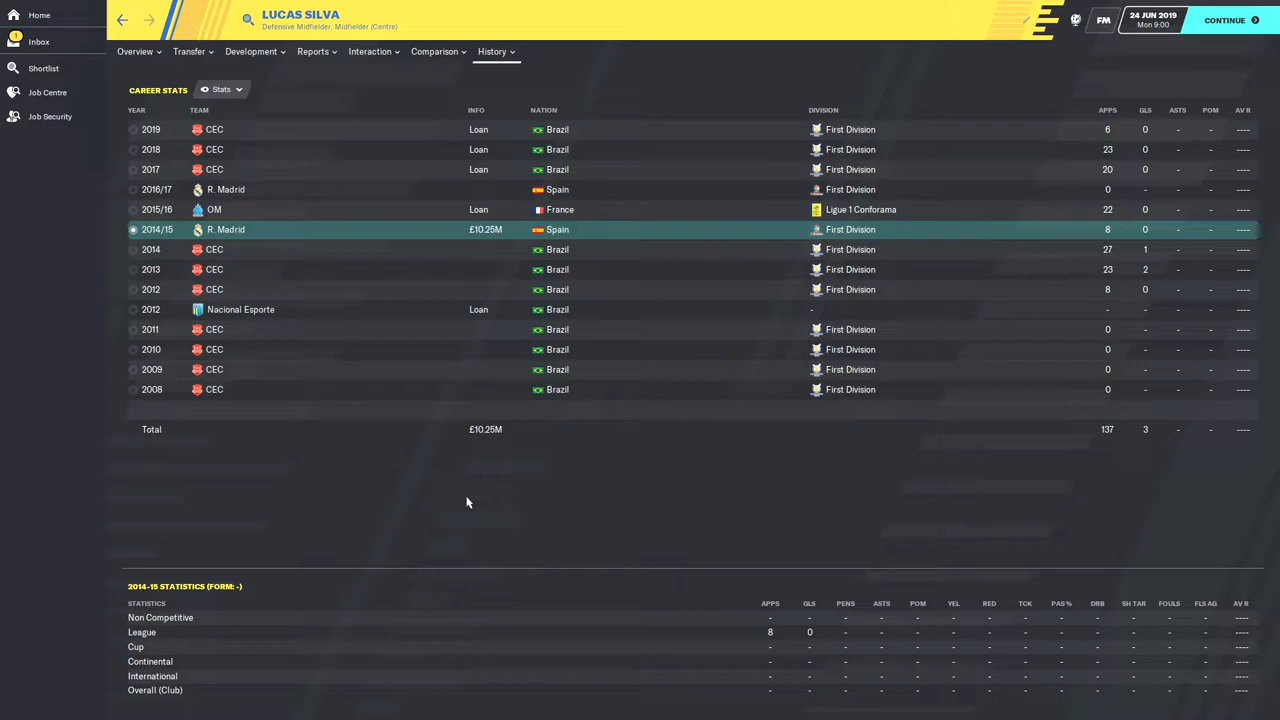 Home
LUCAS SILVA
Defensive Midfielder, Midfielder (Centre)
FM
24 JUN 2019
Mon 9:00
CONTINUE
1
Inbox
Overview Transfer Development Reports Interaction Comparison History
Shortlist
Job Centre
Job Security
CAREER STATS Stats
YEAR TEAM INFO NATION DIVISION APPS GLS ASTS POM AV R
2019 CEC Loan Brazil First Division 6 0 - - ----
2018 CEC Loan Brazil First Division 23 0 - - ----
2017 CEC Loan Brazil First Division 20 0 - - ----
2016/17 R. Madrid Spain First Division 0 - - - ----
2015/16 OM Loan France Ligue 1 Conforama 22 0 - - ----
2014/15 R. Madrid £10.25M Spain First Division 8 0 - - ----
2014 CEC Brazil First Division 27 1 - - ----
2013 CEC Brazil First Division 23 2 - - ----
2012 CEC Brazil First Division 8 0 - - ----
2012 Nacional Esporte Loan Brazil - - - - - ----
2011 CEC Brazil First Division 0 - - - ----
2010 CEC Brazil First Division 0 - - - ----
2009 CEC Brazil First Division 0 - - - ----
2008 CEC Brazil First Division 0 - - - ----
Total £10.25M 137 3 - - ----
2014-15 STATISTICS (FORM: -)
STATISTICS APPS GLS PENS ASTS POM YEL RED TCK PAS % DRB SH TAR FOULS FLS AG AV R
Non Competitive - - - - - - - - - - - - - ----
League 8 0 - - - - - - - - - - - ----
Cup - - - - - - - - - - - - - ----
Continental - - - - - - - - - - - - - ----
International - - - - - - - - - - - - - ----
Overall (Club) - - - - - - - - - - - - - ----